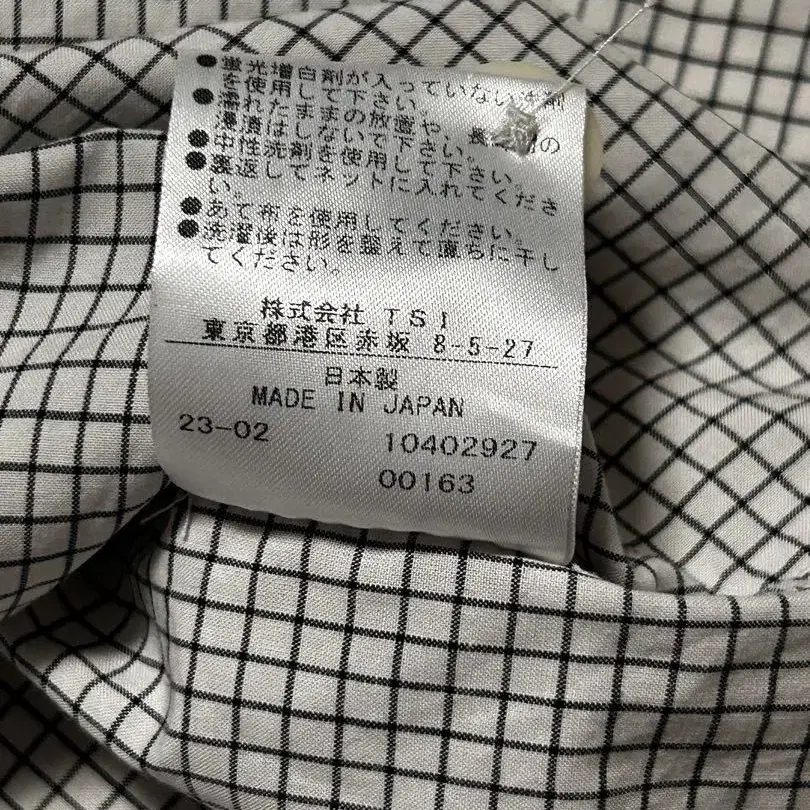 ●蛍光増白剤が入っていない洗剤
を使用して下さい。
●濡れたままの放置や、長時間の
浸漬はしないで下さい。
●中性洗剤を使用して下さい。
●裏返してネットに入れてくださ
い。
●あて布を使用してください。
●洗濯後は形を整えて直ちに干し
てください。
株式会社 TSI
東京都港区赤坂 8-5-27
日本製
MADE IN JAPAN
23-02 10402927
00163